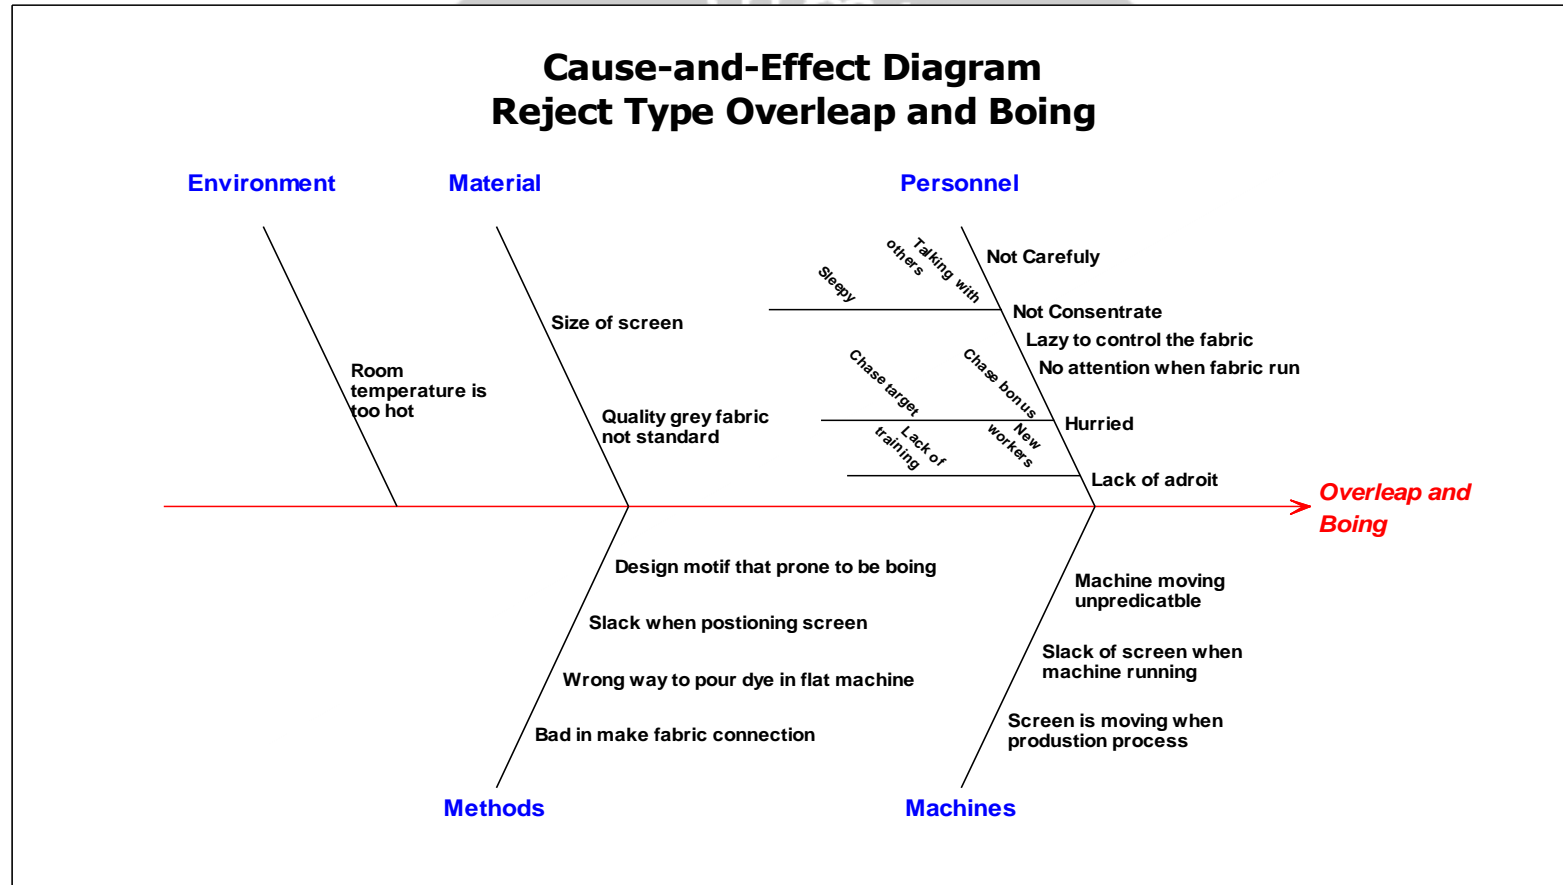 Cause-and-Effect Diagram
Reject Type Overleap and Boing
Environment
Material
Personnel
Room
temperature is
too hot
Size of screen
Quality grey fabric
not standard
Not Carefuly
Talking with
others
Sleepy
Not Consentrate
Lazy to control the fabric
No attention when fabric run
Chase bonus
Chase target
Hurried
New
workers
Lack of
training
Lack of adroit
Overleap and
Boing
Design motif that prone to be boing
Slack when postioning screen
Wrong way to pour dye in flat machine
Bad in make fabric connection
Machine moving
unpredicatble
Slack of screen when
machine running
Screen is moving when
produstion process
Methods
Machines